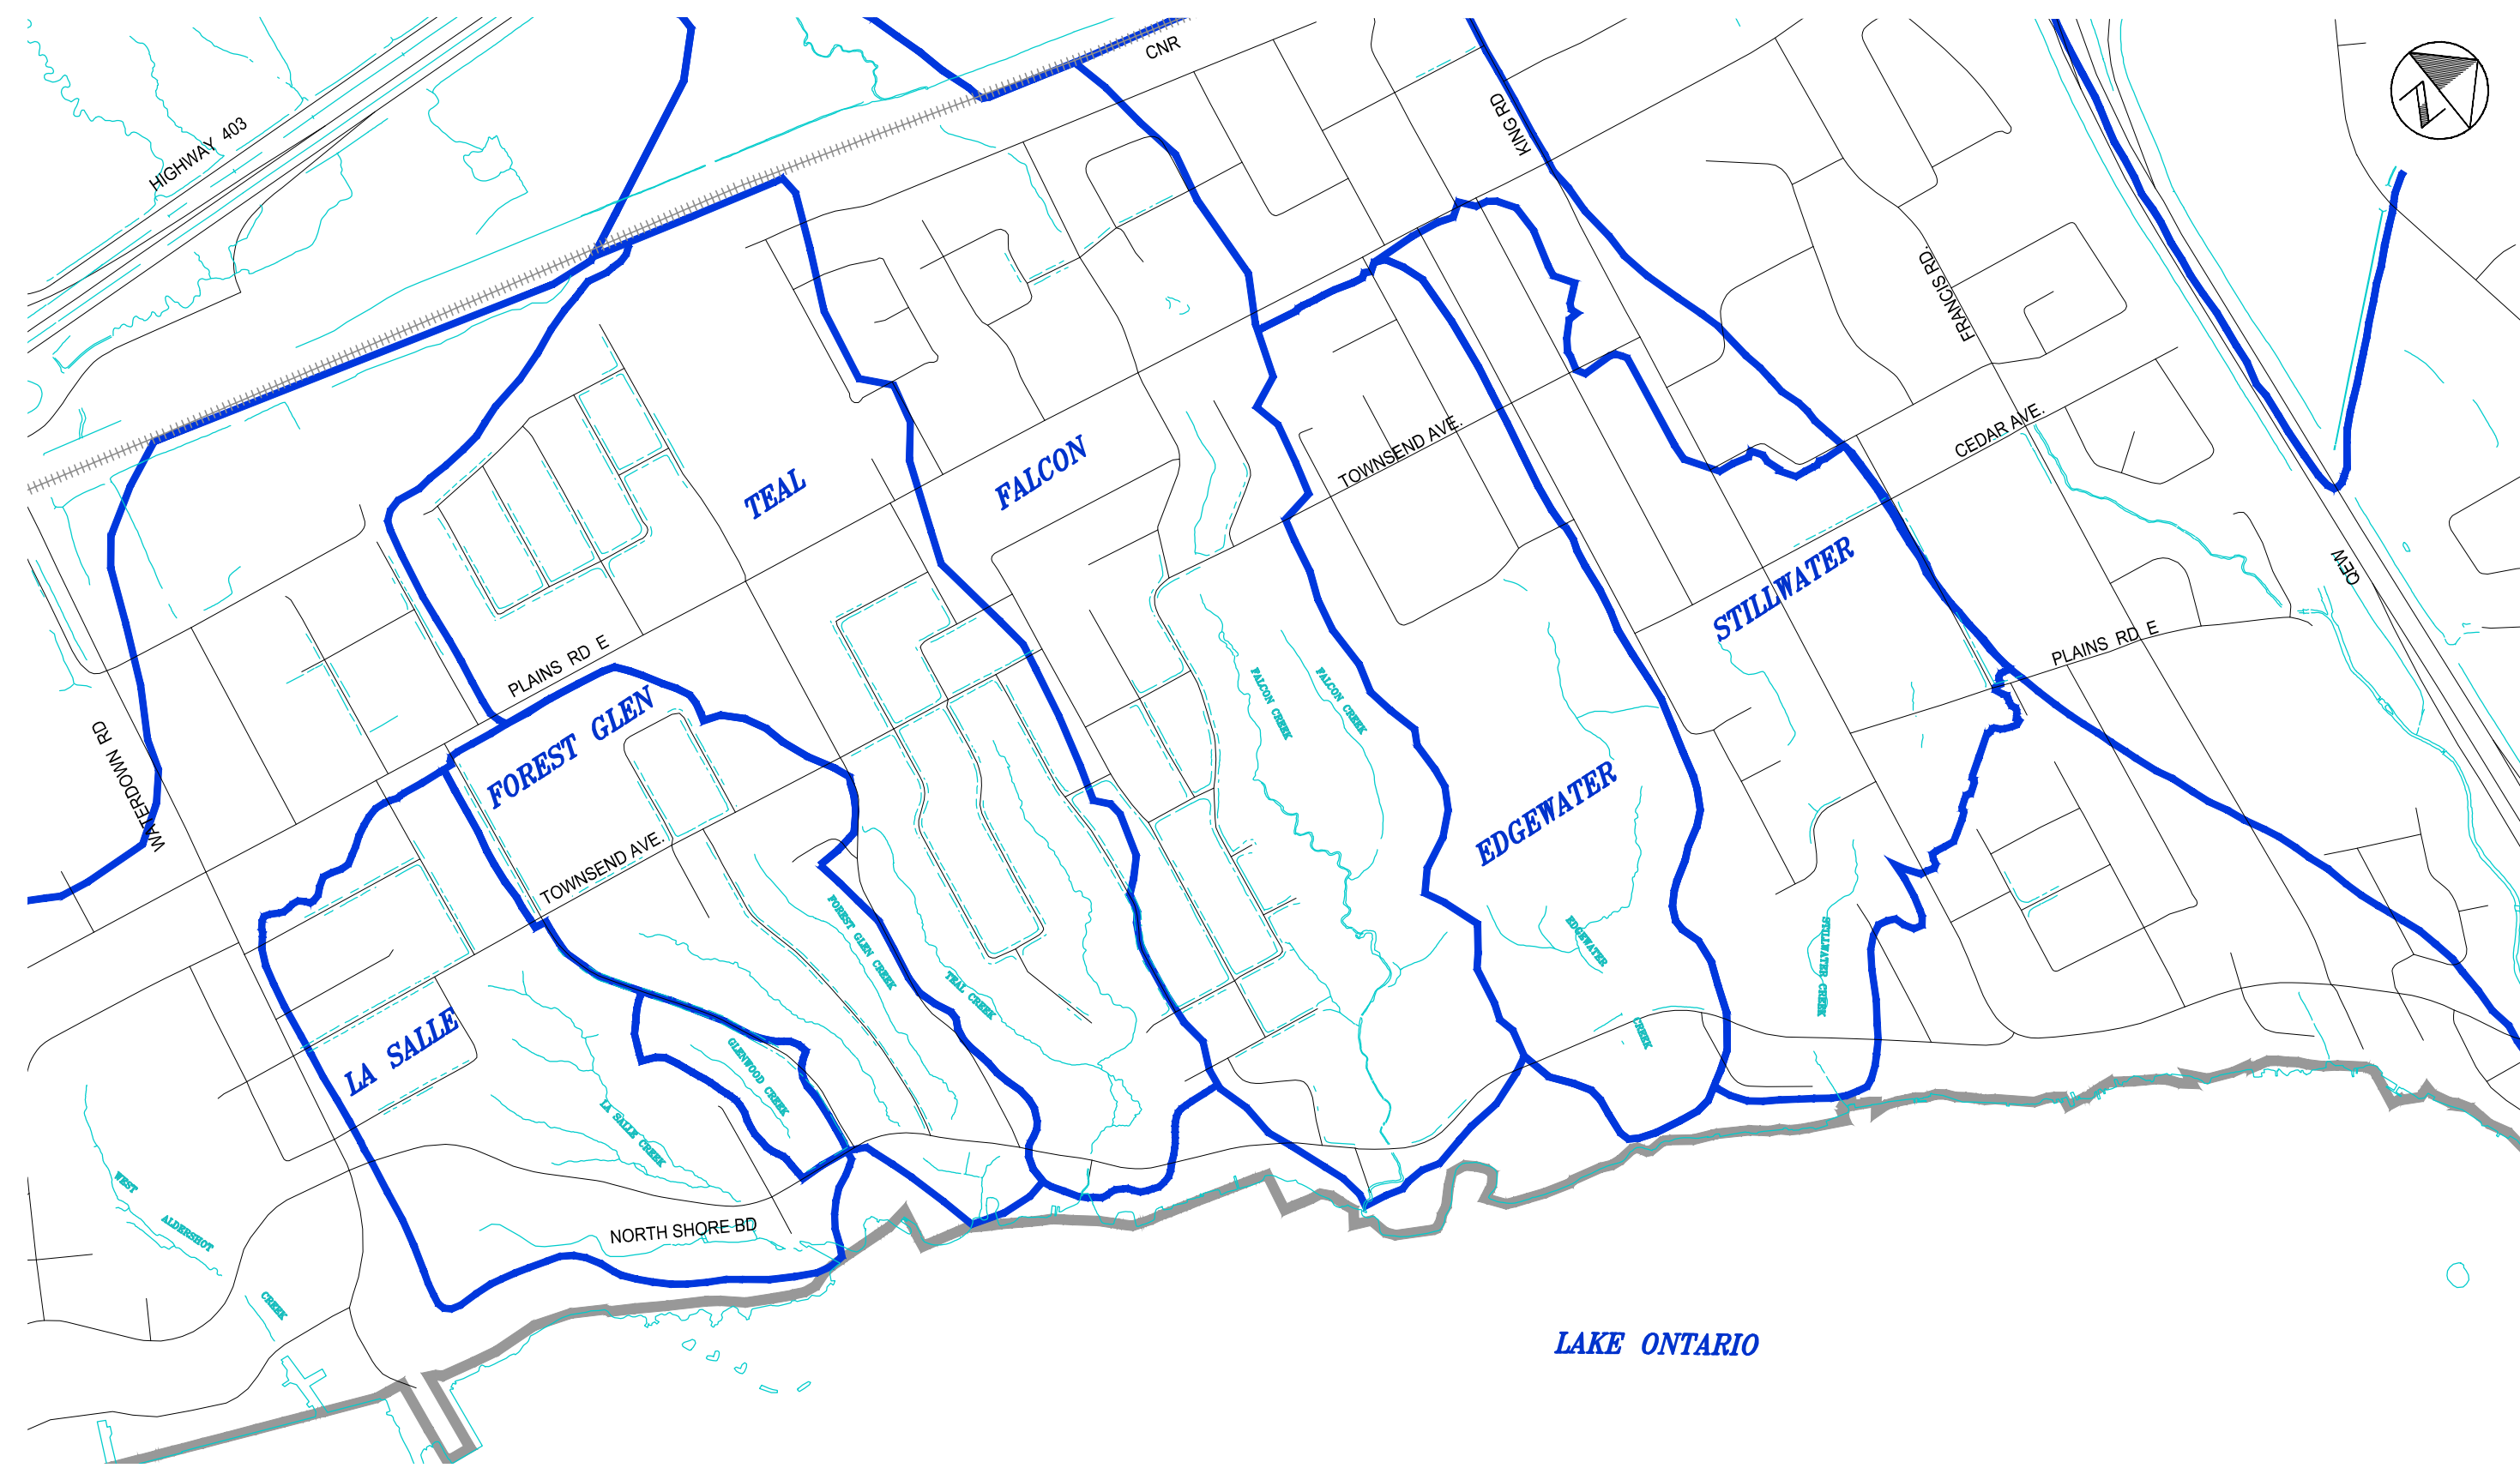 CNR
HIGHWAY 403
KING RD
FRANCIS RD.
CEDAR AVE.
TOWNSEND AVE.
TEAL
FALCON
QEW
STILLWATER
PLAINS RD E
PLAINS RD E
FALCON CREEK
FALCON CREEK
FOREST GLEN
WATERDOWN RD
EDGEWATER
TOWNSEND AVE.
FOREST GLEN CREEK
EDGEWATER
CREEK
STILLWATER CREEK
TEAL CREEK
LA SALLE
GLENWOOD CREEK
LA SALLE CREEK
WEST
ALDERSHOT
CREEK
NORTH SHORE BD
LAKE ONTARIO